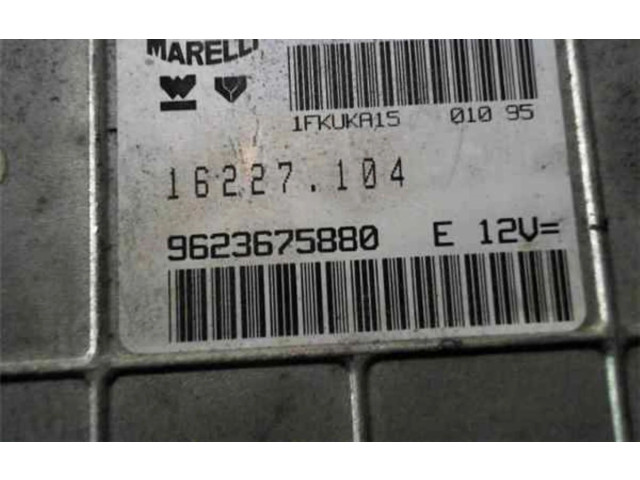 MARELLI
1FKUKA15 010 95
16227.104
9623675880 E 12V=